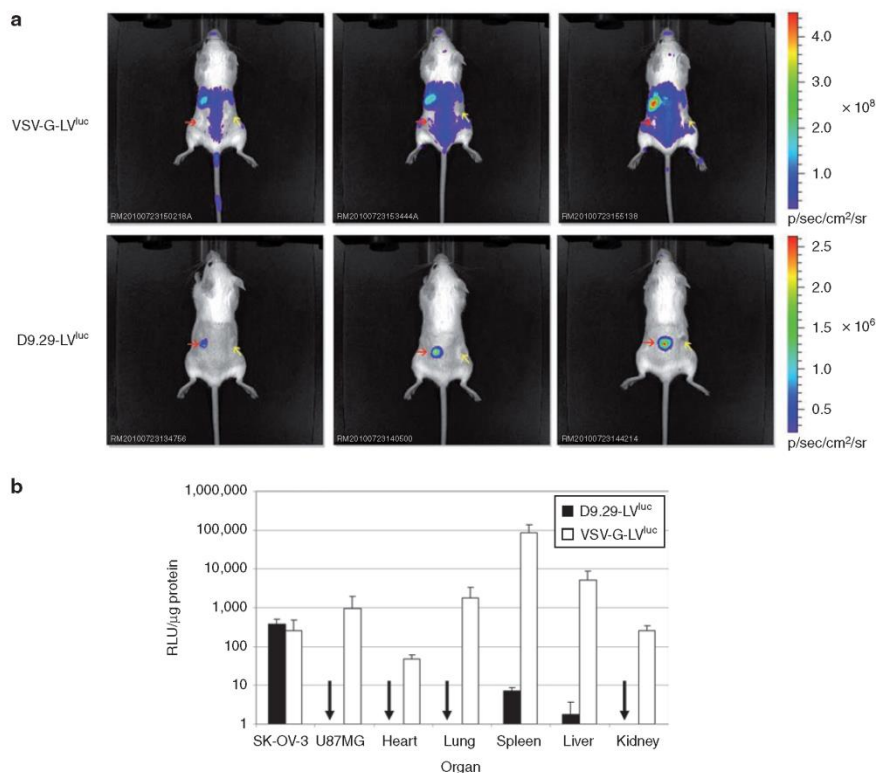 a
VSV-G-LVluc
RM20100723150218A
RM20100723153444A
RM20100723155138
4.0
3.0
2.0
1.0
× 10⁸
p/sec/cm²/sr
D9.29-LVluc
RM20100723134756
RM20100723140500
RM20100723144214
2.5
2.0
1.5
1.0
0.5
× 10⁶
p/sec/cm²/sr
b
RLU/µg protein
1,000,000
100,000
10,000
1,000
100
10
1
D9.29-LVluc
VSV-G-LVluc
SK-OV-3 U87MG Heart Lung Spleen Liver Kidney
Organ